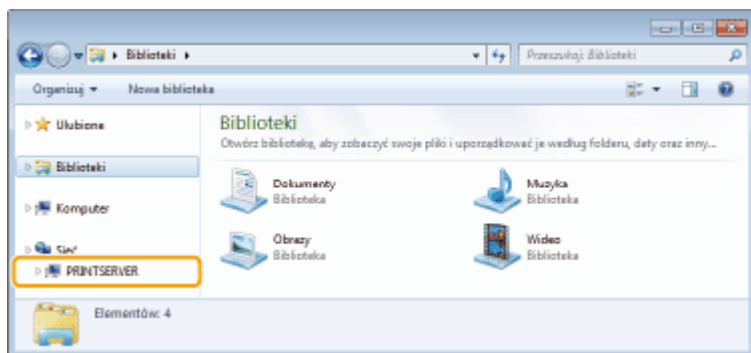 Biblioteki
Przeszukaj: Biblioteki
Organizuj
Nowa biblioteka
Ulubione
Biblioteki
Komputer
Sieć
PRINTSERVER
Biblioteki
Otwórz bibliotekę, aby zobaczyć swoje pliki i uporządkować je według folderu, daty oraz inny...
Dokumenty
Biblioteka
Muzyka
Biblioteka
Obrazy
Biblioteka
Wideo
Biblioteka
Elementów: 4